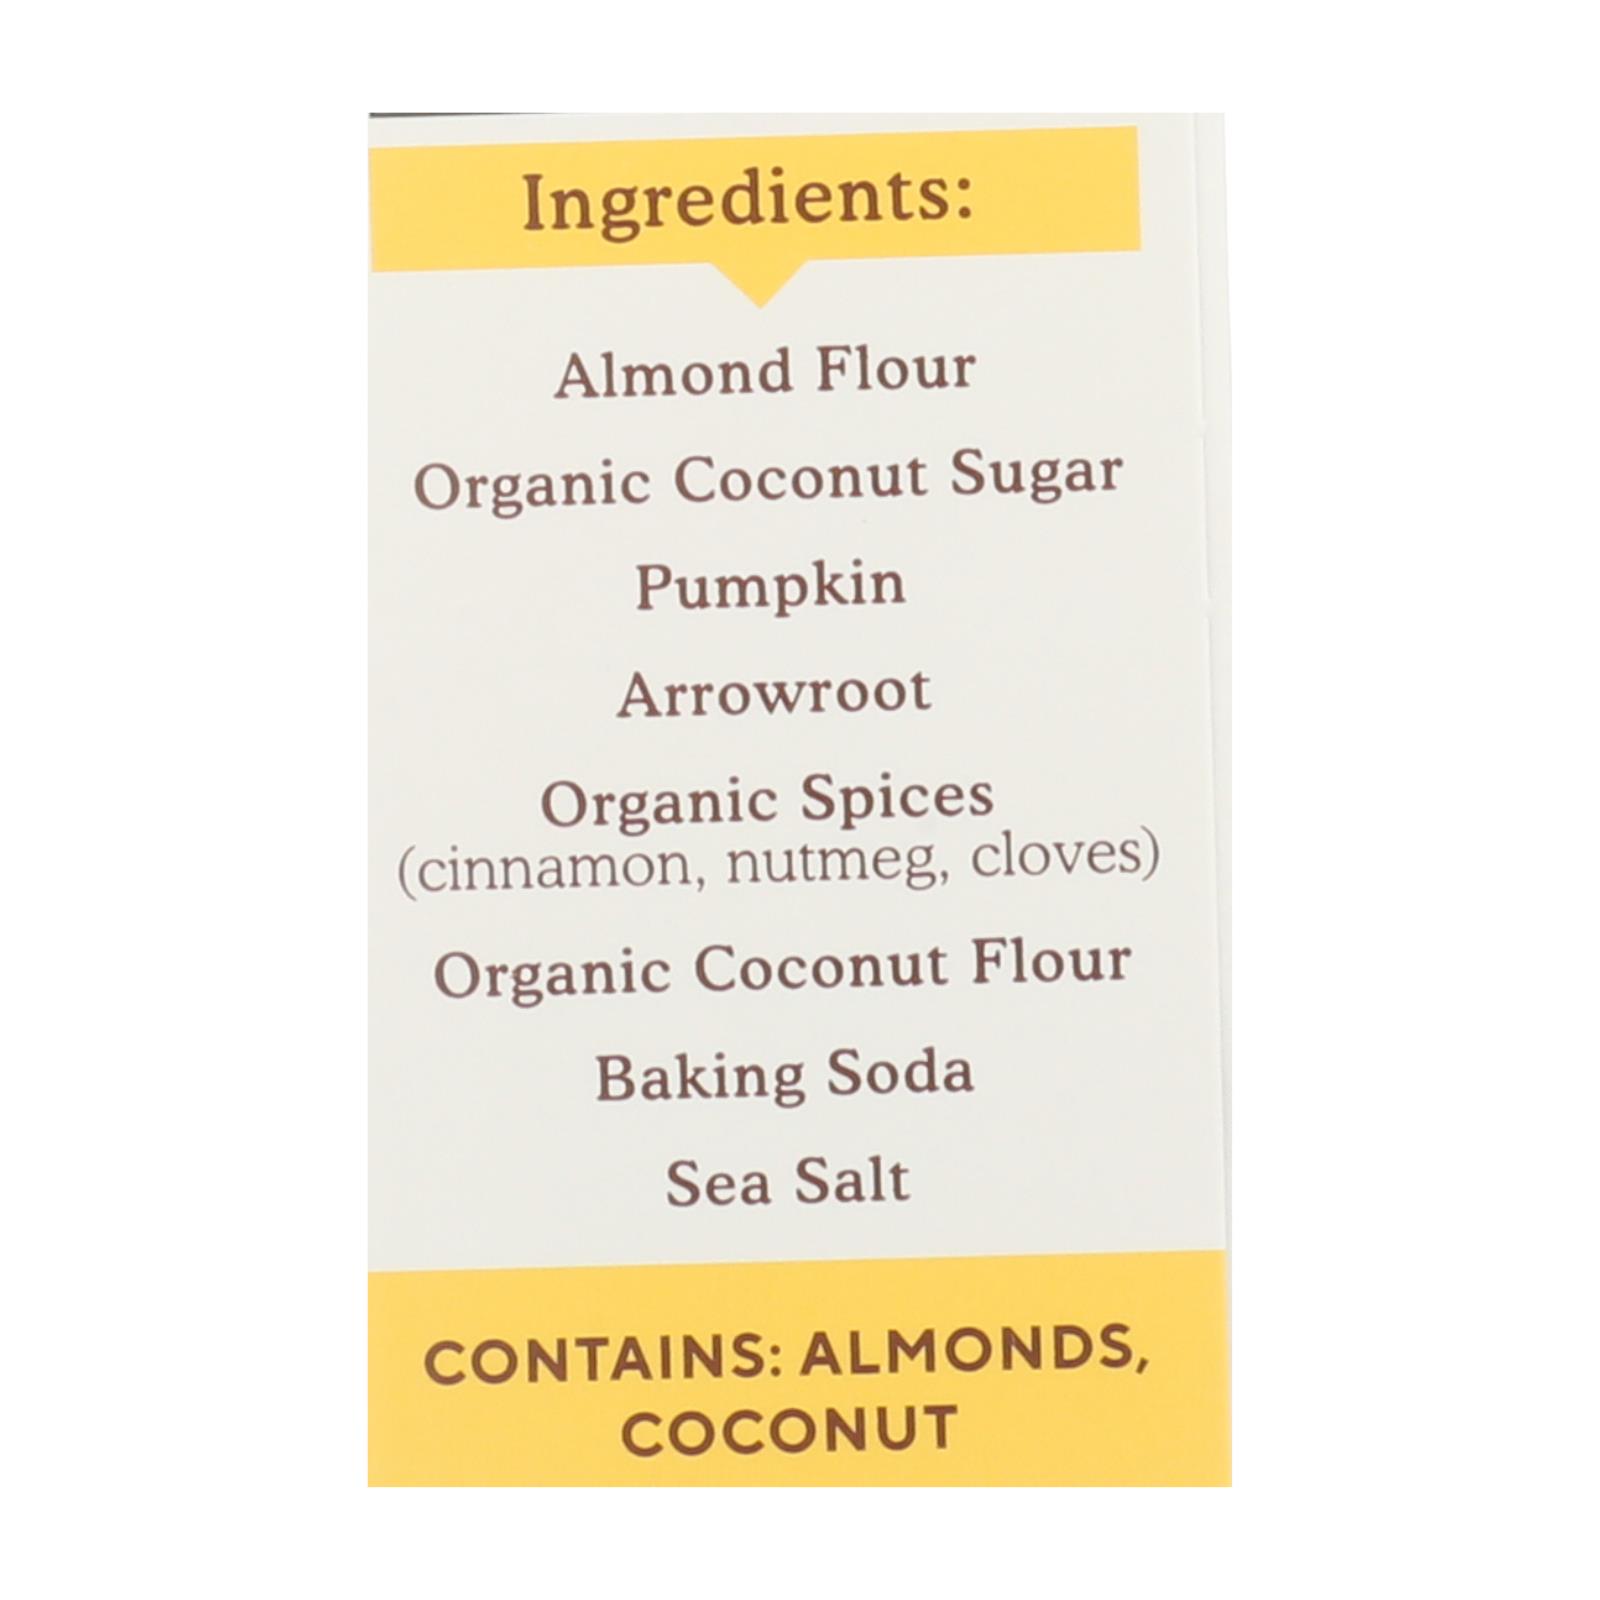 Ingredients:
Almond Flour
Organic Coconut Sugar
Pumpkin
Arrowroot
Organic Spices
(cinnamon, nutmeg, cloves)
Organic Coconut Flour
Baking Soda
Sea Salt
CONTAINS: ALMONDS,
COCONUT